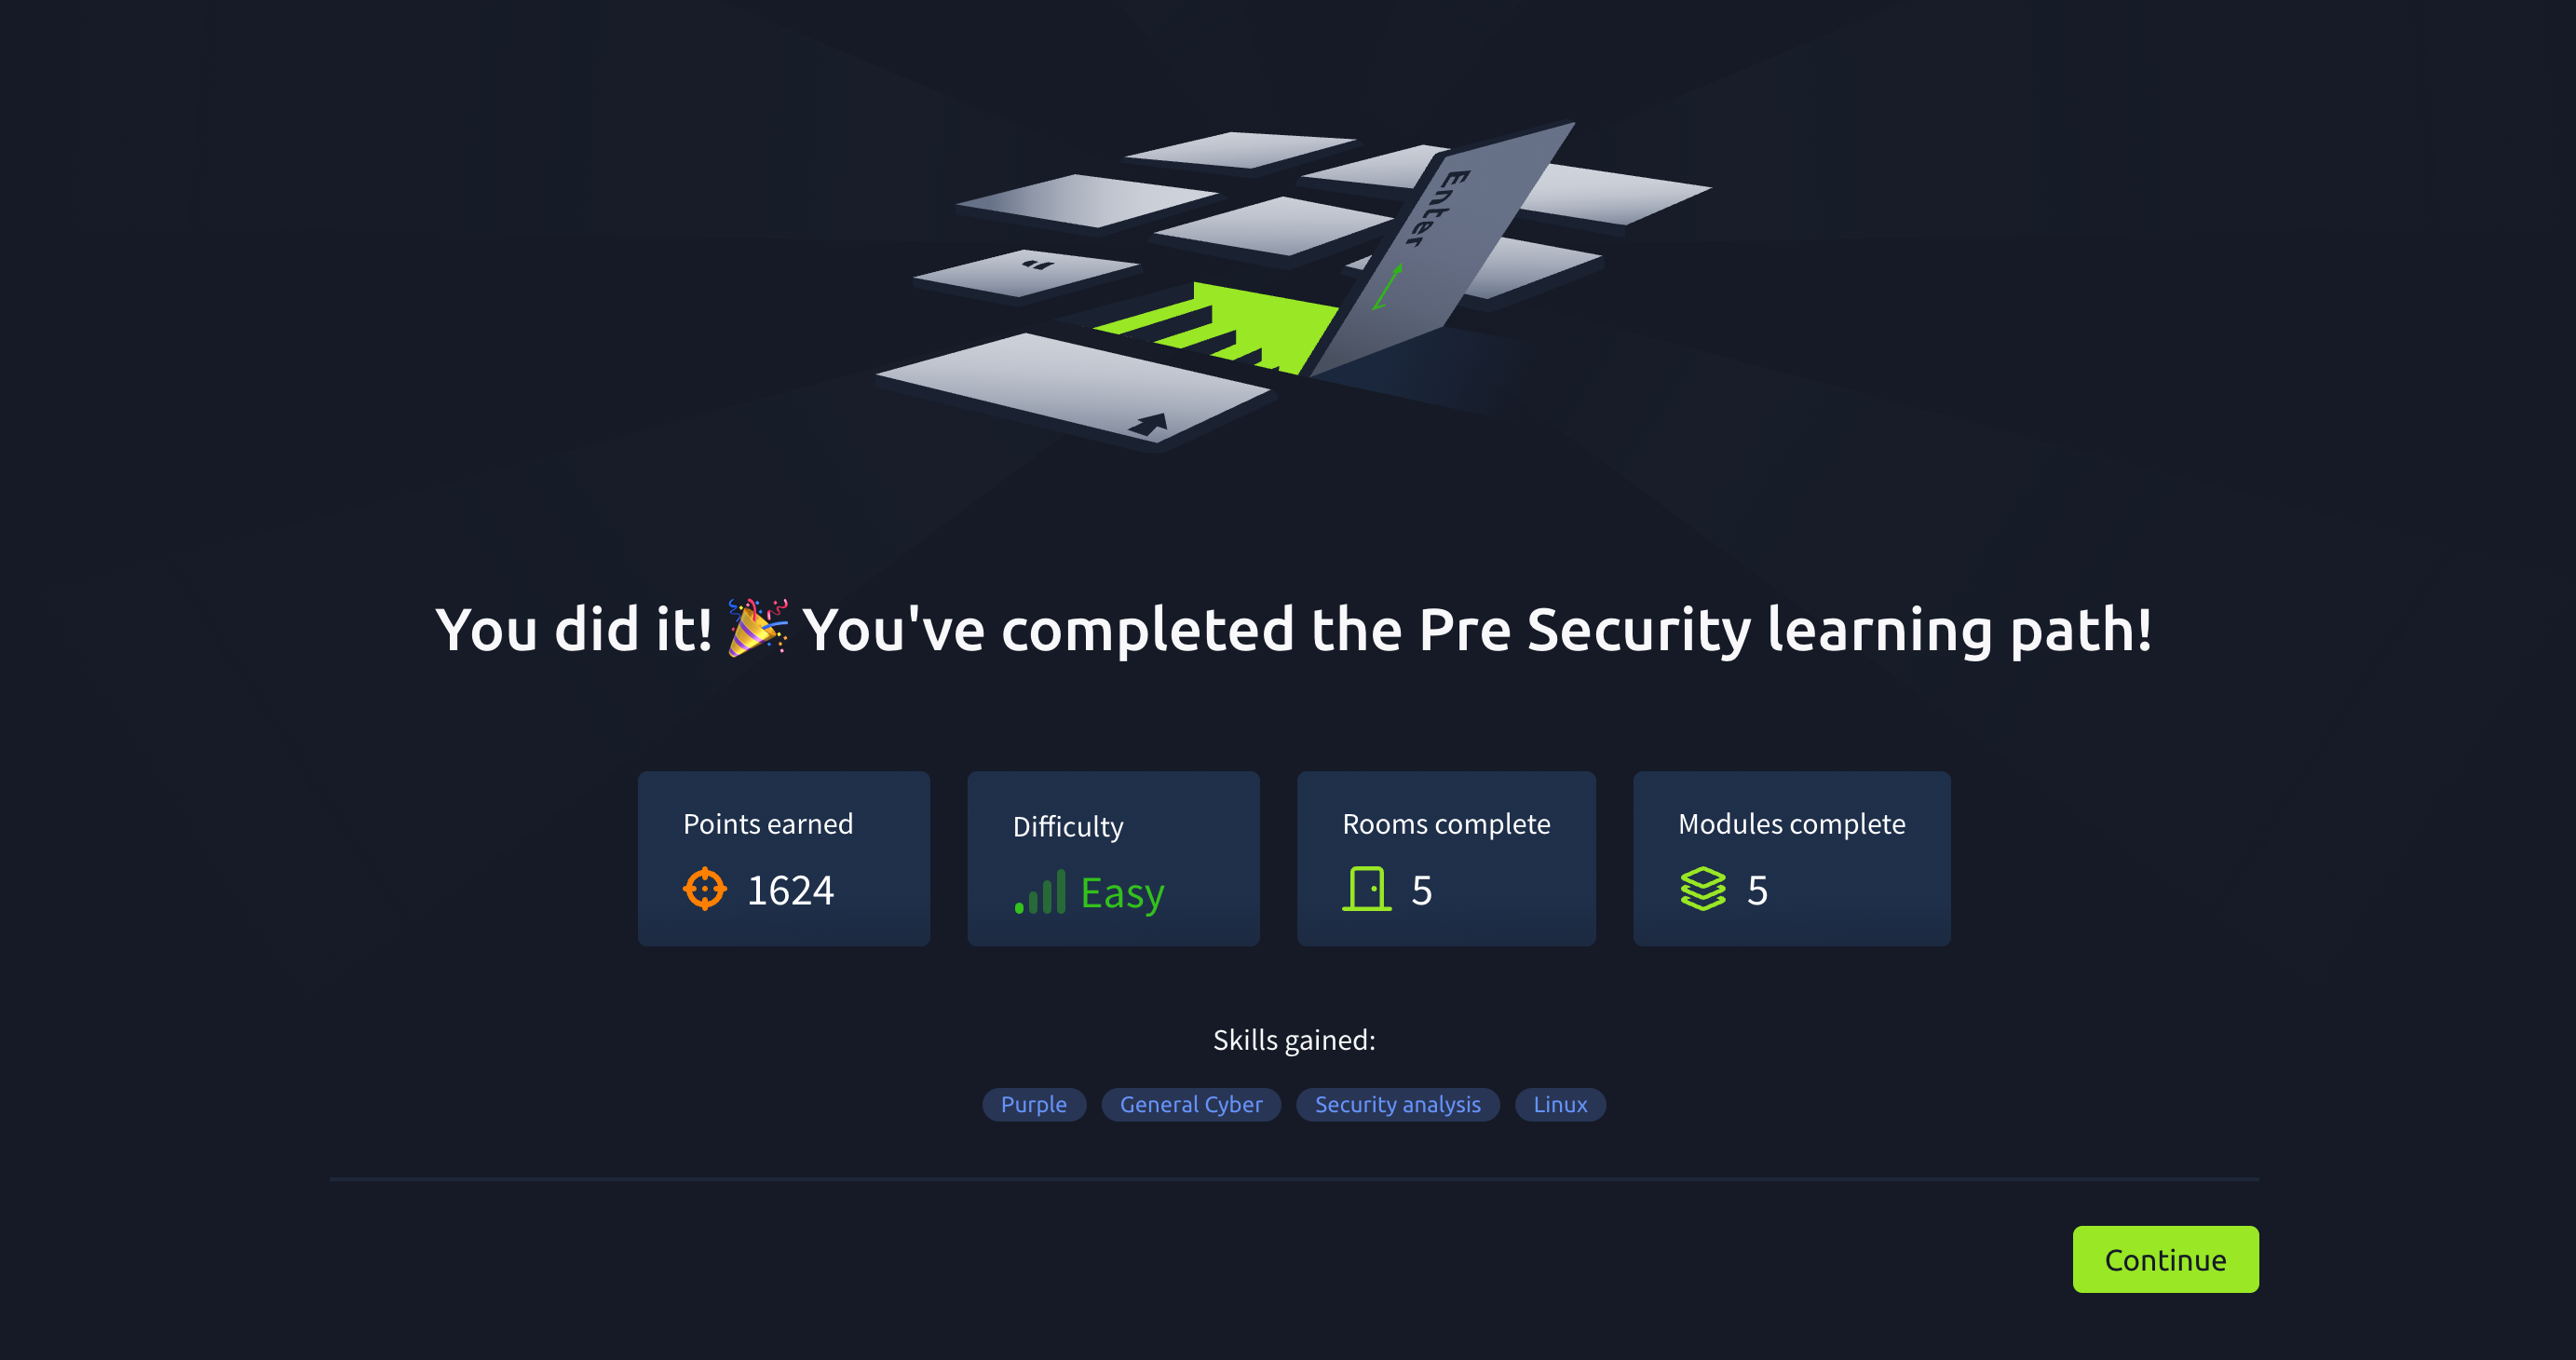 Enter
You did it! 🎉 You've completed the Pre Security learning path!
Points earned
1624
Difficulty
Easy
Rooms complete
5
Modules complete
5
Skills gained:
Purple General Cyber Security analysis Linux
Continue